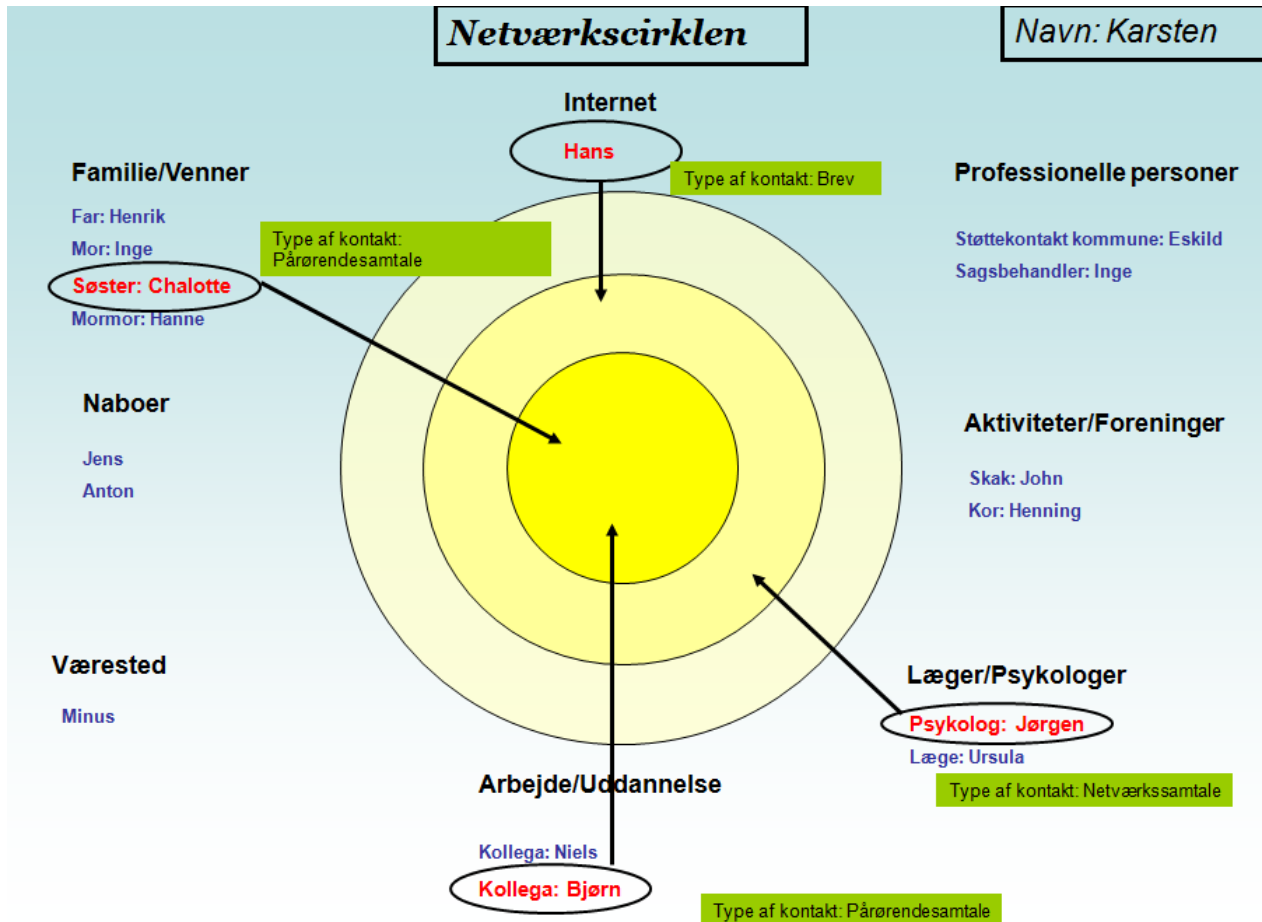 Netværkscirklen
Navn: Karsten
Internet
Hans
Type af kontakt: Brev
Familie/Venner
Far: Henrik
Mor: Inge
Søster: Chalotte
Mormor: Hanne
Type af kontakt:
Pårørendesamtale
Professionelle personer
Støttekontakt kommune: Eskild
Sagsbehandler: Inge
Naboer
Jens
Anton
Aktiviteter/Foreninger
Skak: John
Kor: Henning
Værested
Minus
Læger/Psykologer
Psykolog: Jørgen
Læge: Ursula
Type af kontakt: Netværkssamtale
Arbejde/Uddannelse
Kollega: Niels
Kollega: Bjørn
Type af kontakt: Pårørendesamtale